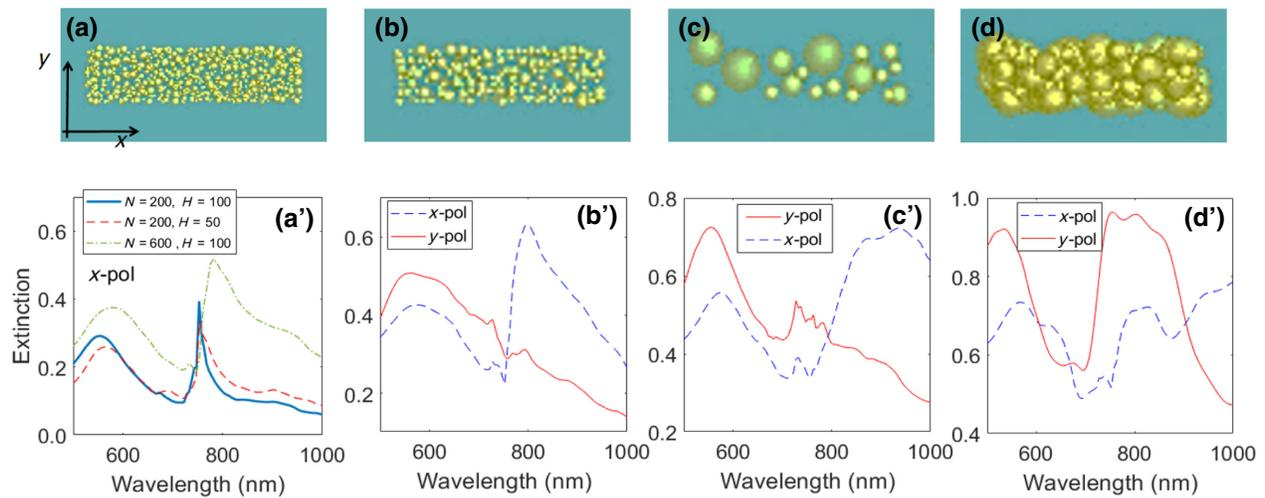 (a) (b) (c) (d)
y
x
N = 200, H = 100
N = 200, H = 50
N = 600 , H = 100
(a')
x-pol
Extinction
0.6
0.4
0.2
0.0
600 800 1000
Wavelength (nm)
x-pol
y-pol
(b')
0.6
0.4
0.2
600 800 1000
Wavelength (nm)
y-pol
x-pol
(c')
0.8
0.6
0.4
0.2
600 800 1000
Wavelength (nm)
x-pol
y-pol
(d')
1.0
0.8
0.6
0.4
600 800 1000
Wavelength (nm)